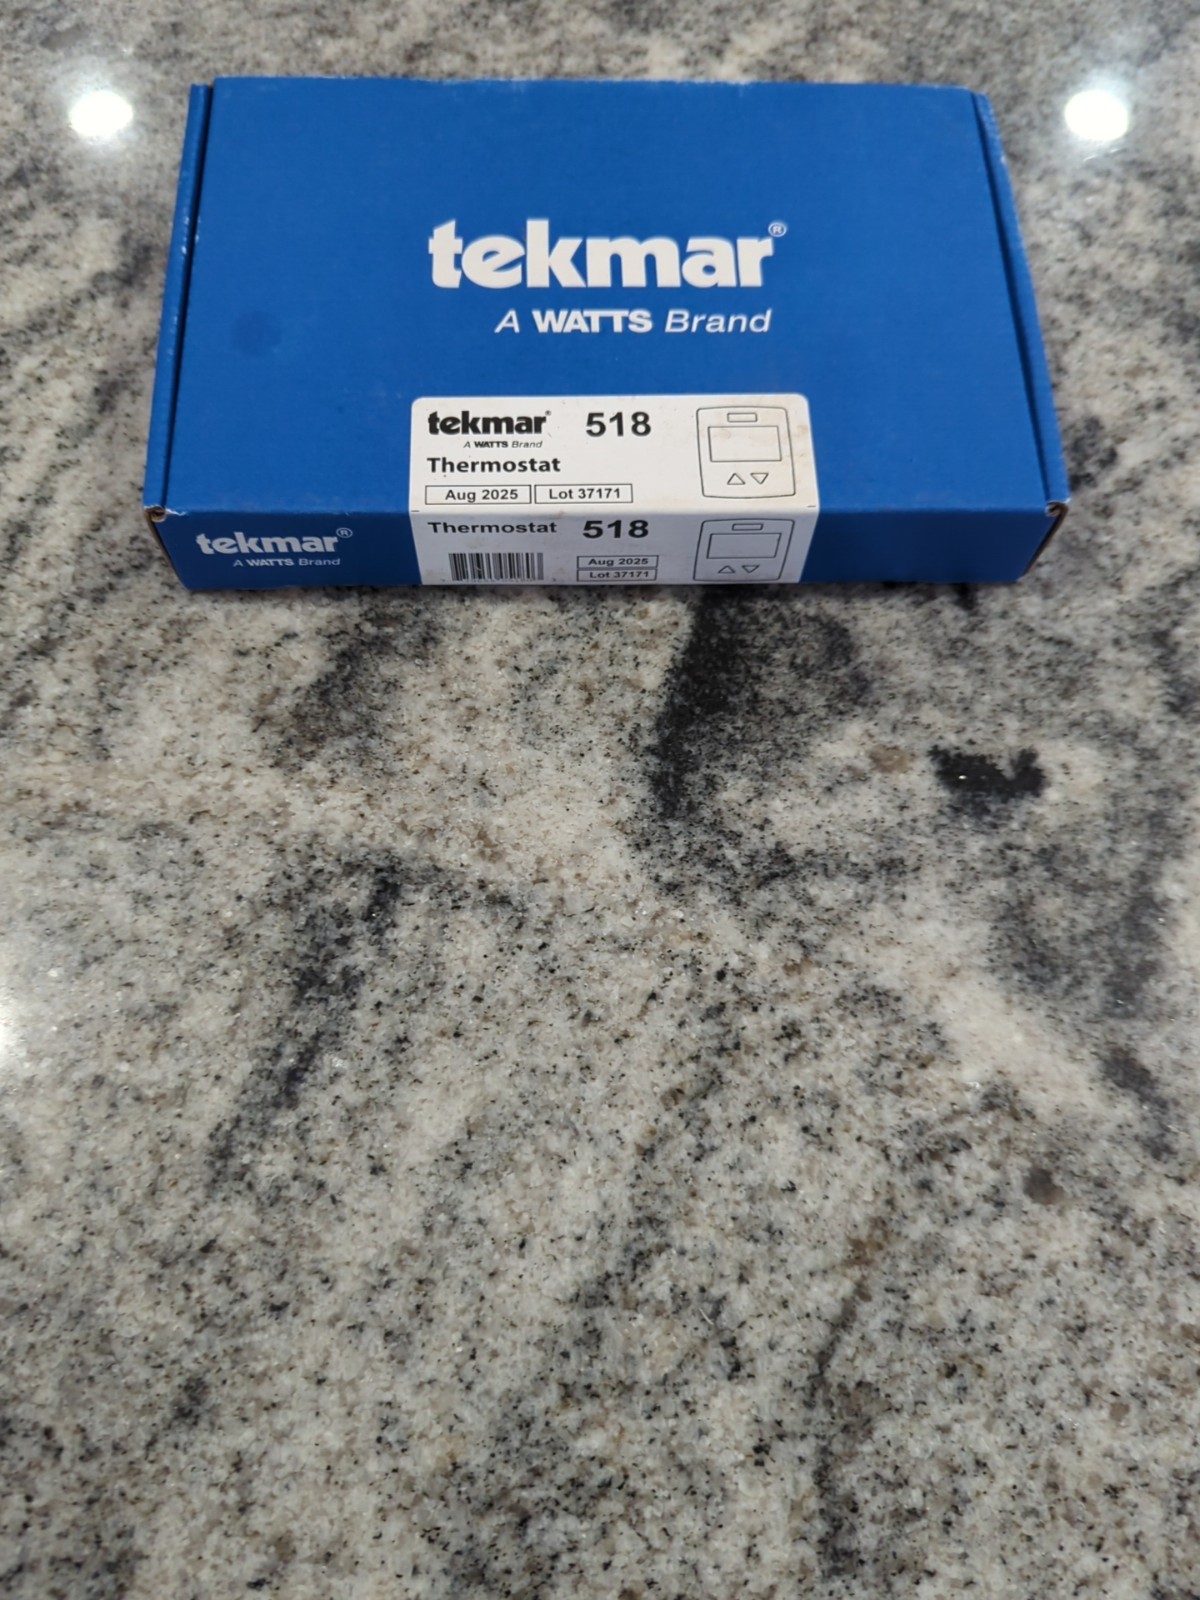 tekmar®
A WATTS Brand
tekmar® 518
A WATTS Brand
Thermostat
Aug 2025 Lot 37171
Thermostat 518
Aug 2025
Lot 37171
tekmar®
A WATTS Brand